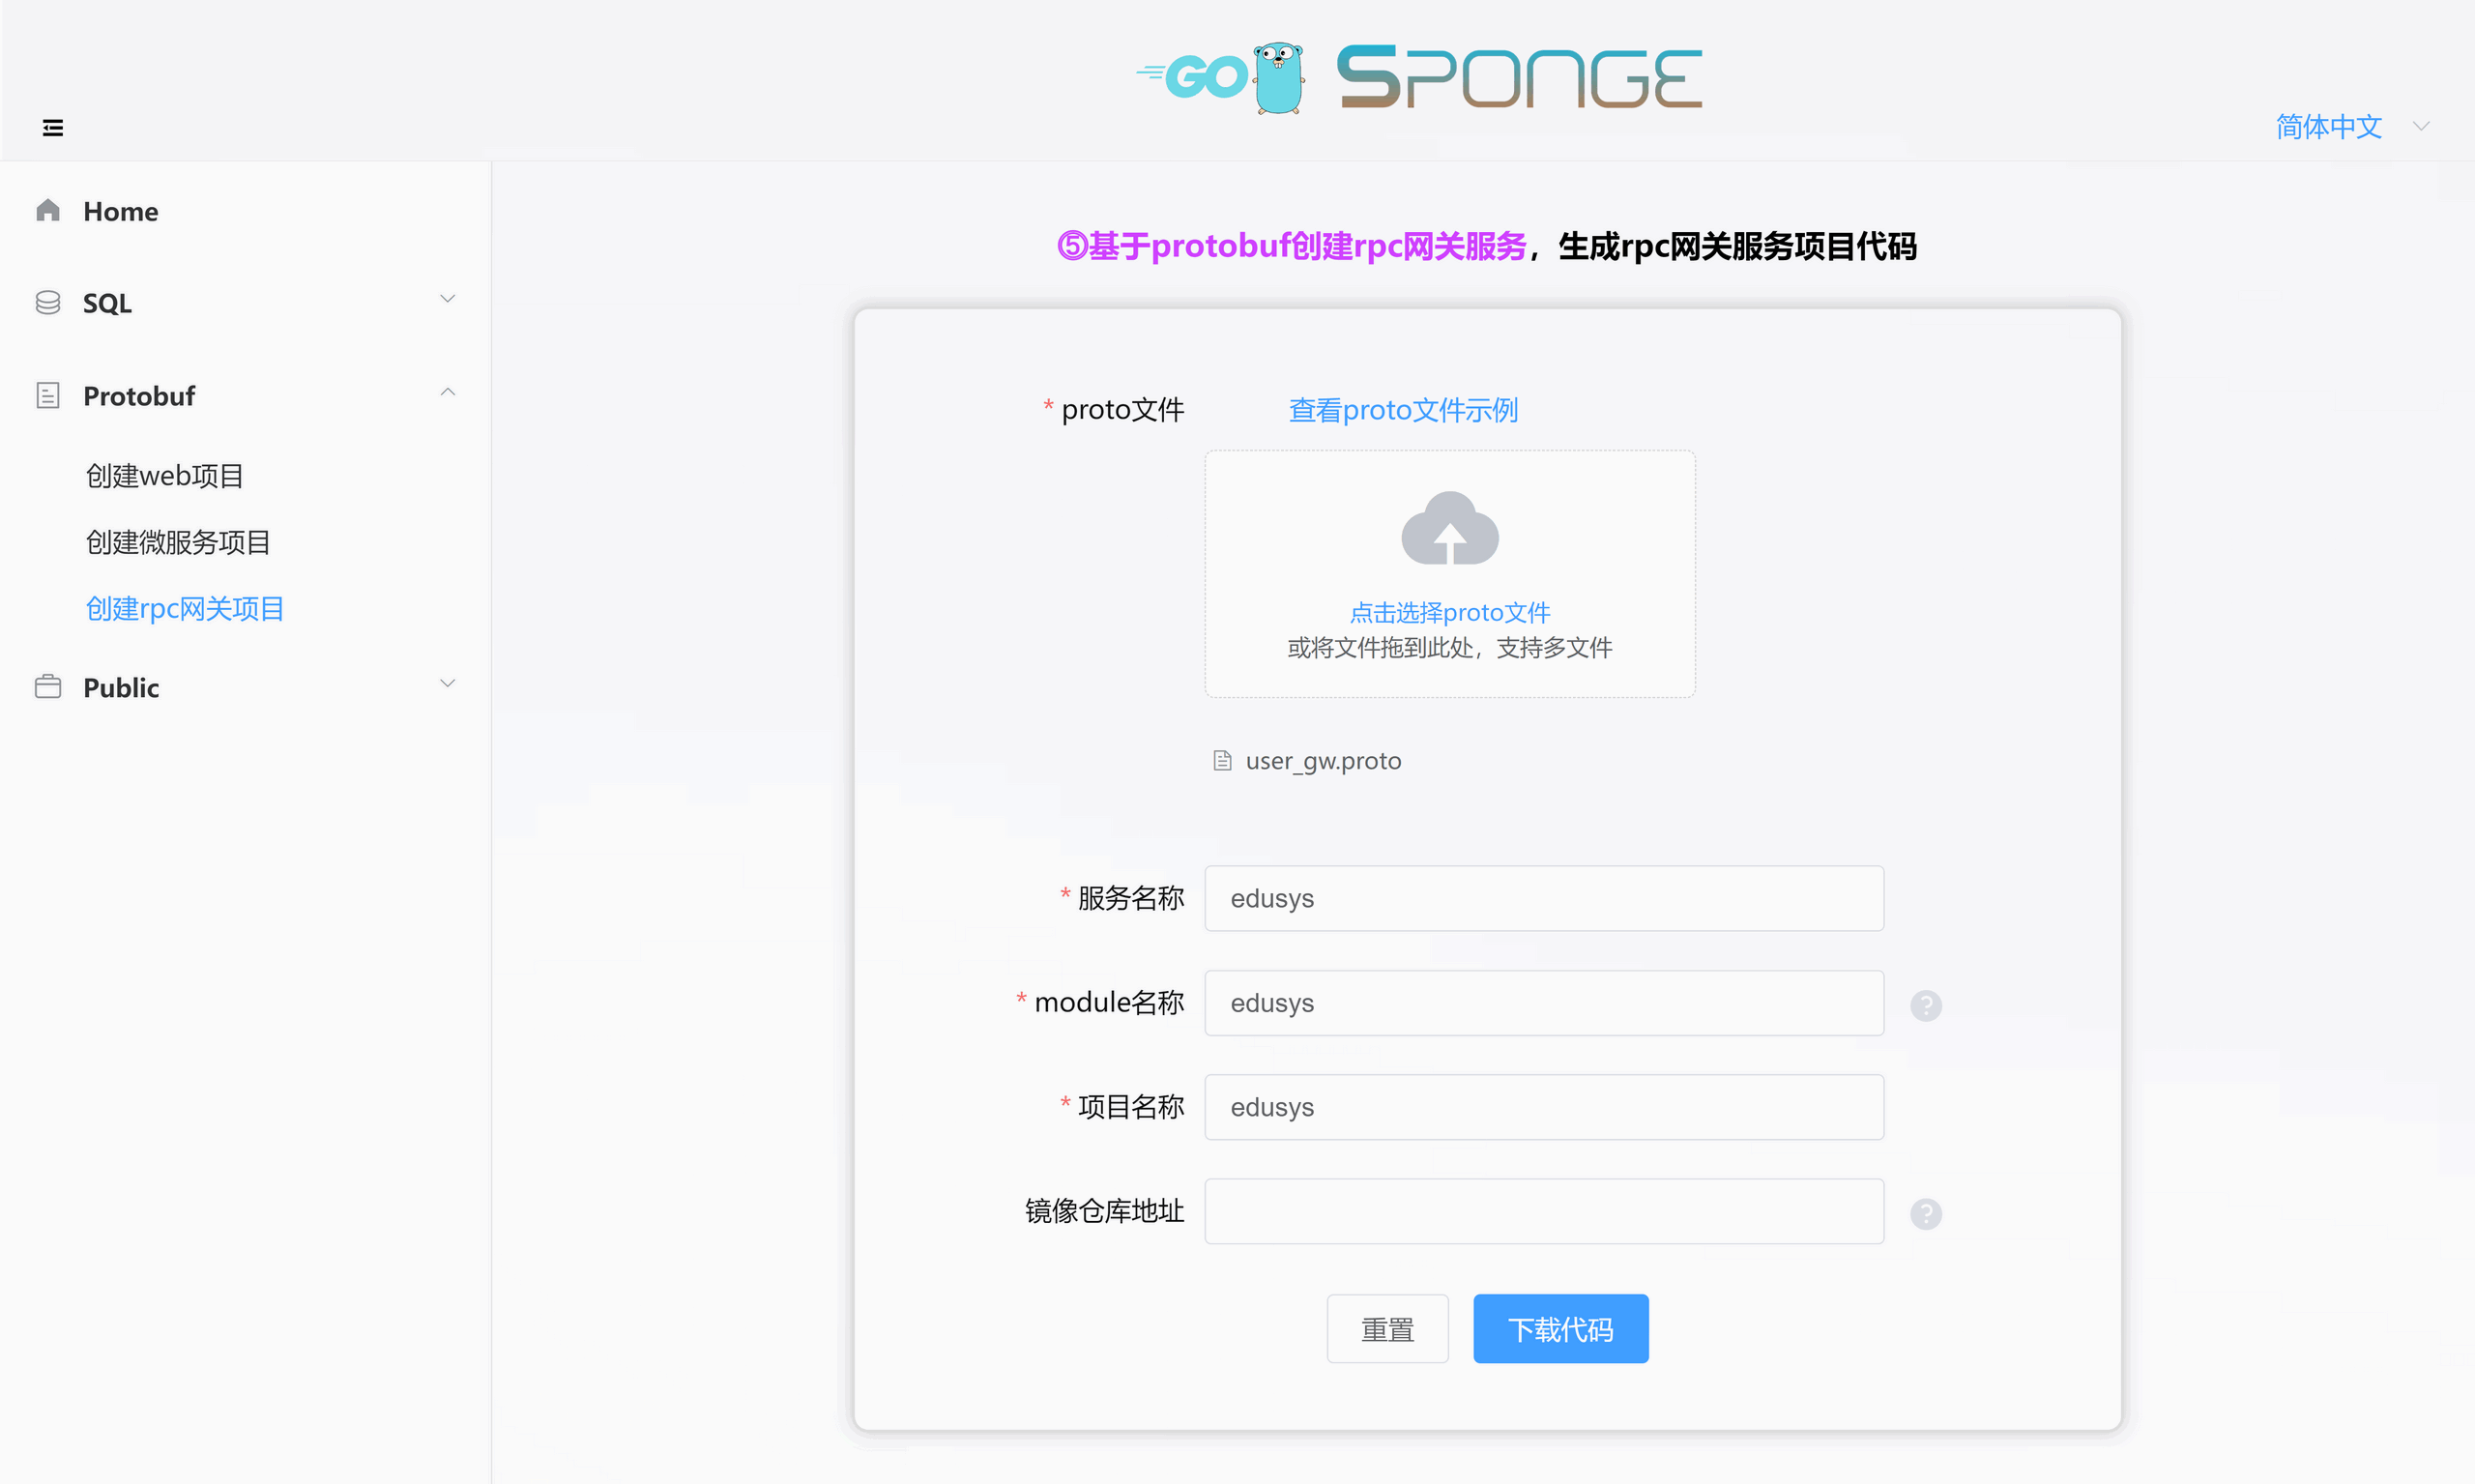 GO SPONGE
简体中文
Home
SQL
Protobuf
创建web项目
创建微服务项目
创建rpc网关项目
Public
⑤基于protobuf创建rpc网关服务，生成rpc网关服务项目代码
* proto文件 查看proto文件示例
点击选择proto文件
或将文件拖到此处，支持多文件
user_gw.proto
* 服务名称 edusys
* module名称 edusys ?
* 项目名称 edusys
镜像仓库地址 ?
重置 下载代码